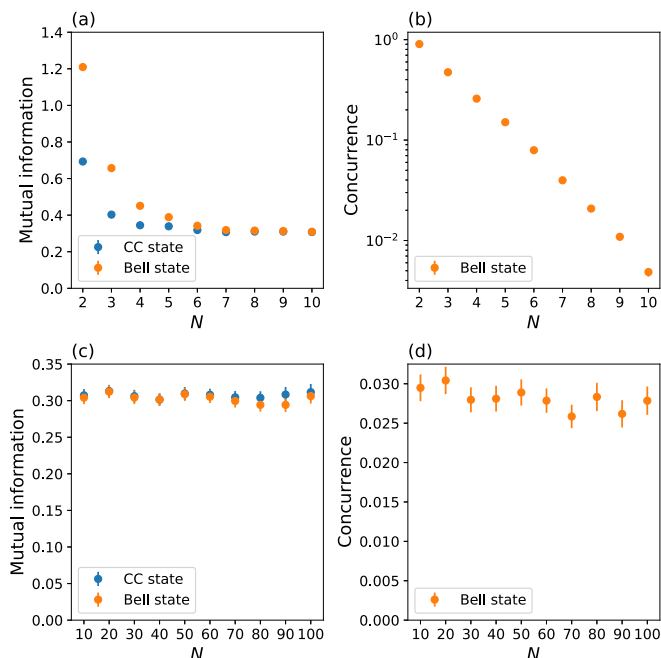 (a)
1.4
1.2
1.0
0.8
0.6
0.4
0.2
0.0
Mutual information
CC state
Bell state
2 3 4 5 6 7 8 9 10
N
(b)
10⁰
10⁻¹
10⁻²
Concurrence
Bell state
2 3 4 5 6 7 8 9 10
N
(c)
0.35
0.30
0.25
0.20
0.15
0.10
0.05
0.00
Mutual information
CC state
Bell state
10 20 30 40 50 60 70 80 90 100
N
(d)
0.030
0.025
0.020
0.015
0.010
0.005
0.000
Concurrence
Bell state
10 20 30 40 50 60 70 80 90 100
N